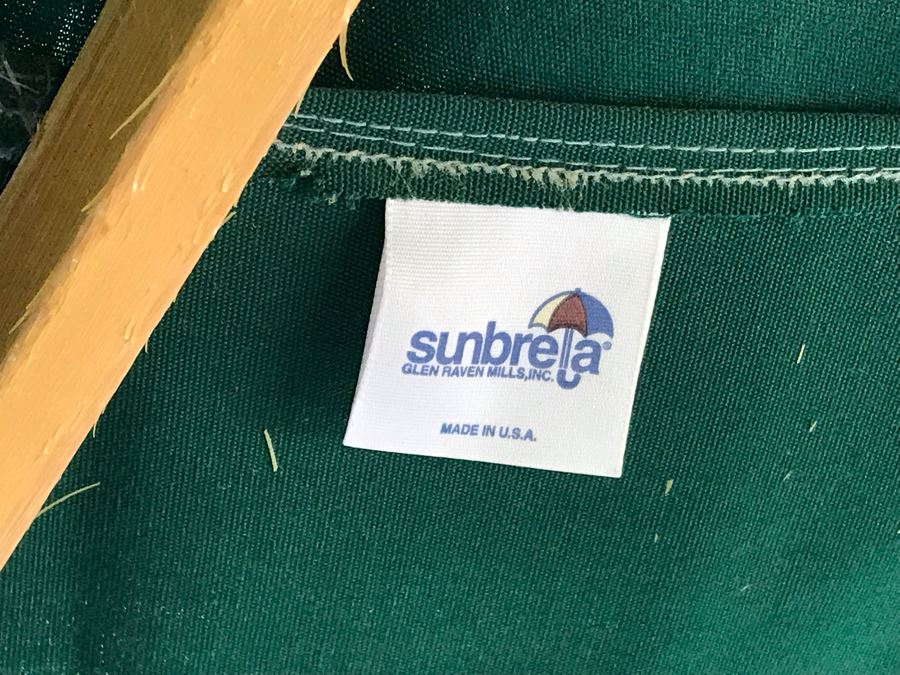 sunbrella®
GLEN RAVEN MILLS,INC.
MADE IN U.S.A.